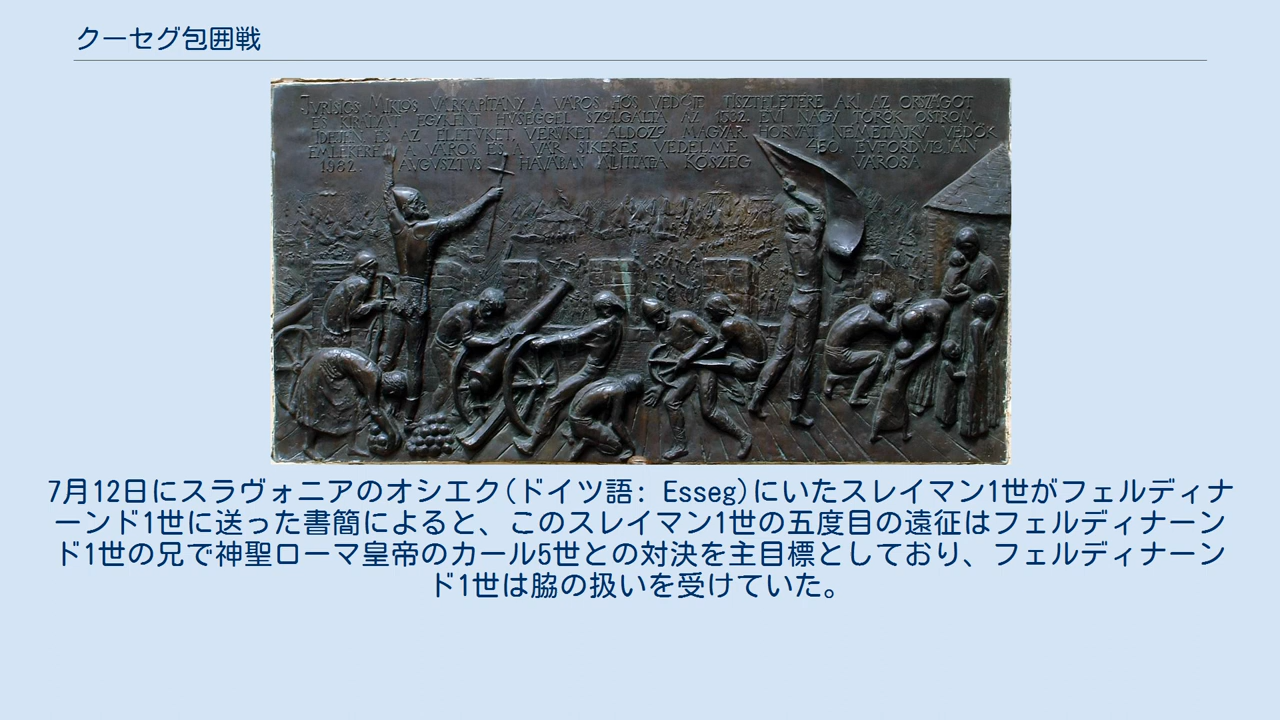 クーセグ包囲戦
JVRISICS MIKLOS VÁRKAPITÁNY A VÁROS HŐS VÉDŐJE TISZTELETÉRE AKI AZ ORSZÁGOT
ÉS KIRÁLYÁT EGYKÉNT HŰSÉGGEL SZOLGÁLTA AZ 1532. ÉVI NAGY TÖRÖK OSTROM
IDEJÉN ÉS AZ ÉLETÜKET, VÉRÜKET ÁLDOZÓ MAGYAR, HORVÁT NÉMETAJKÚ VÉDŐK
EMLÉKÉRE A VÁROS ÉS A VÁR SIKERES VÉDELME 450. ÉVFORDULÓJÁN
1982. AUGUSZTUS HAVÁBAN ÁLLÍTTATTA KŐSZEG VÁROSA
7月12日にスラヴォニアのオシエク(ドイツ語: Esseg)にいたスレイマン1世がフェルディナ
ーンド1世に送った書簡によると、このスレイマン1世の五度目の遠征はフェルディナーン
ド1世の兄で神聖ローマ皇帝のカール5世との対決を主目標としており、フェルディナーン
ド1世は脇の扱いを受けていた。